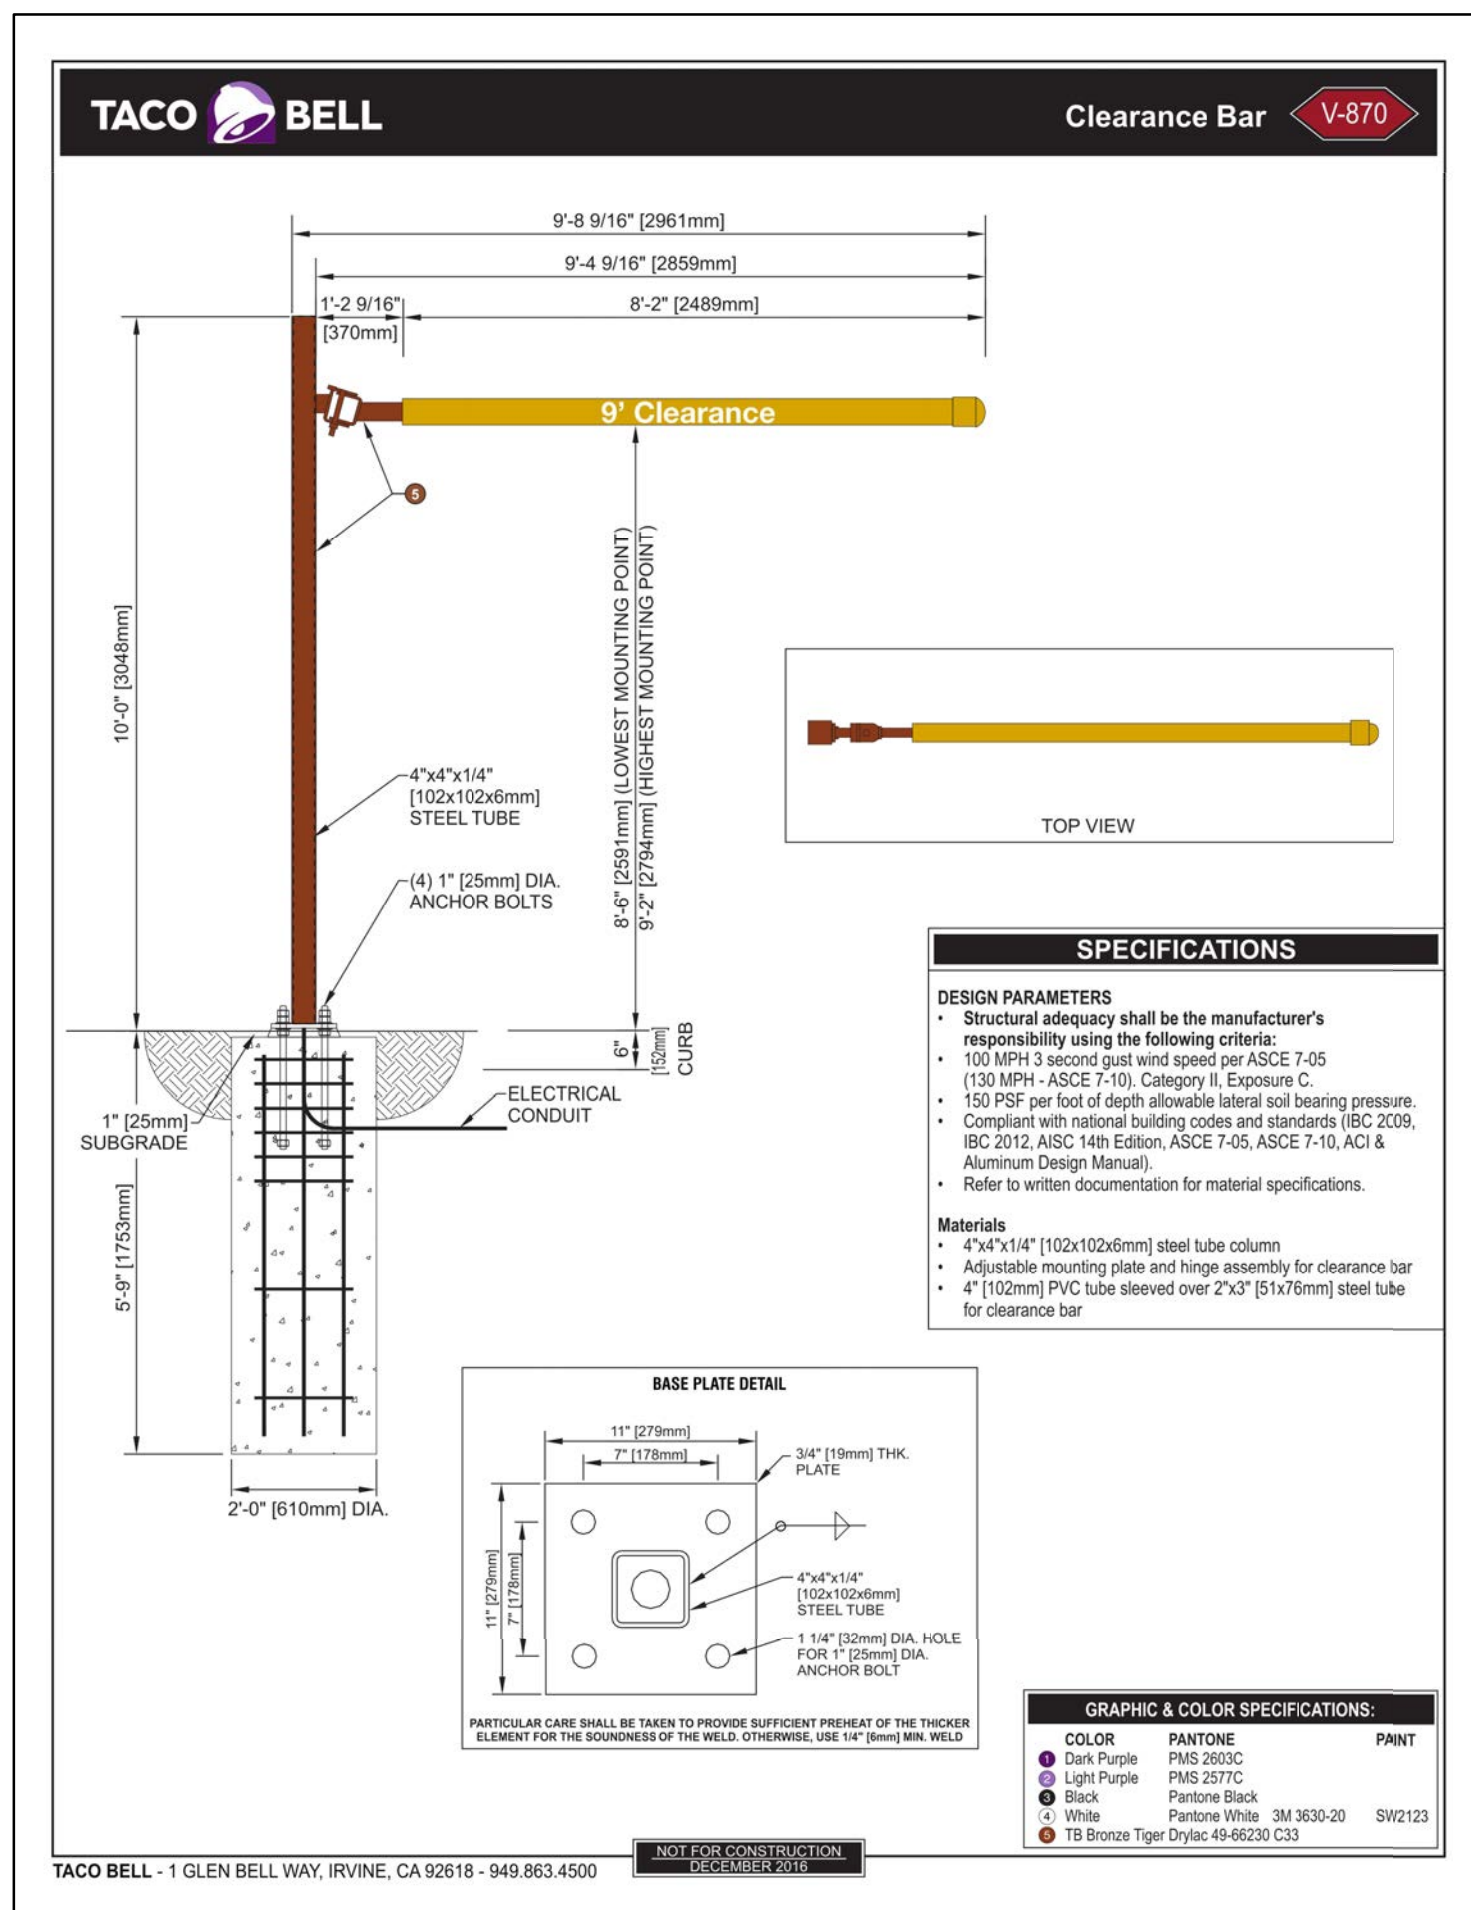 TACO BELL
Clearance Bar
V-870
9'-8 9/16" [2961mm]
9'-4 9/16" [2859mm]
1'-2 9/16"
[370mm]
8'-2" [2489mm]
9' Clearance
5
10'-0" [3048mm]
8'-6" [2591mm] (LOWEST MOUNTING POINT)
9'-2" [2794mm] (HIGHEST MOUNTING POINT)
4"x4"x1/4"
[102x102x6mm]
STEEL TUBE
(4) 1" [25mm] DIA.
ANCHOR BOLTS
6"
[152mm]
CURB
ELECTRICAL
CONDUIT
1" [25mm]
SUBGRADE
5'-9" [1753mm]
2'-0" [610mm] DIA.
TOP VIEW
SPECIFICATIONS
DESIGN PARAMETERS
• Structural adequacy shall be the manufacturer's
responsibility using the following criteria:
• 100 MPH 3 second gust wind speed per ASCE 7-05
(130 MPH - ASCE 7-10). Category II, Exposure C.
• 150 PSF per foot of depth allowable lateral soil bearing pressure.
• Compliant with national building codes and standards (IBC 2009,
IBC 2012, AISC 14th Edition, ASCE 7-05, ASCE 7-10, ACI &
Aluminum Design Manual).
• Refer to written documentation for material specifications.
Materials
• 4"x4"x1/4" [102x102x6mm] steel tube column
• Adjustable mounting plate and hinge assembly for clearance bar
• 4" [102mm] PVC tube sleeved over 2"x3" [51x76mm] steel tube
for clearance bar
BASE PLATE DETAIL
11" [279mm]
7" [178mm]
3/4" [19mm] THK.
PLATE
11" [279mm]
7" [178mm]
4"x4"x1/4"
[102x102x6mm]
STEEL TUBE
1 1/4" [32mm] DIA. HOLE
FOR 1" [25mm] DIA.
ANCHOR BOLT
PARTICULAR CARE SHALL BE TAKEN TO PROVIDE SUFFICIENT PREHEAT OF THE THICKER
ELEMENT FOR THE SOUNDNESS OF THE WELD. OTHERWISE, USE 1/4" [6mm] MIN. WELD
GRAPHIC & COLOR SPECIFICATIONS:
COLOR PANTONE PAINT
1 Dark Purple PMS 2603C
2 Light Purple PMS 2577C
3 Black Pantone Black
4 White Pantone White 3M 3630-20 SW2123
5 TB Bronze Tiger Drylac 49-66230 C33
NOT FOR CONSTRUCTION
DECEMBER 2016
TACO BELL - 1 GLEN BELL WAY, IRVINE, CA 92618 - 949.863.4500